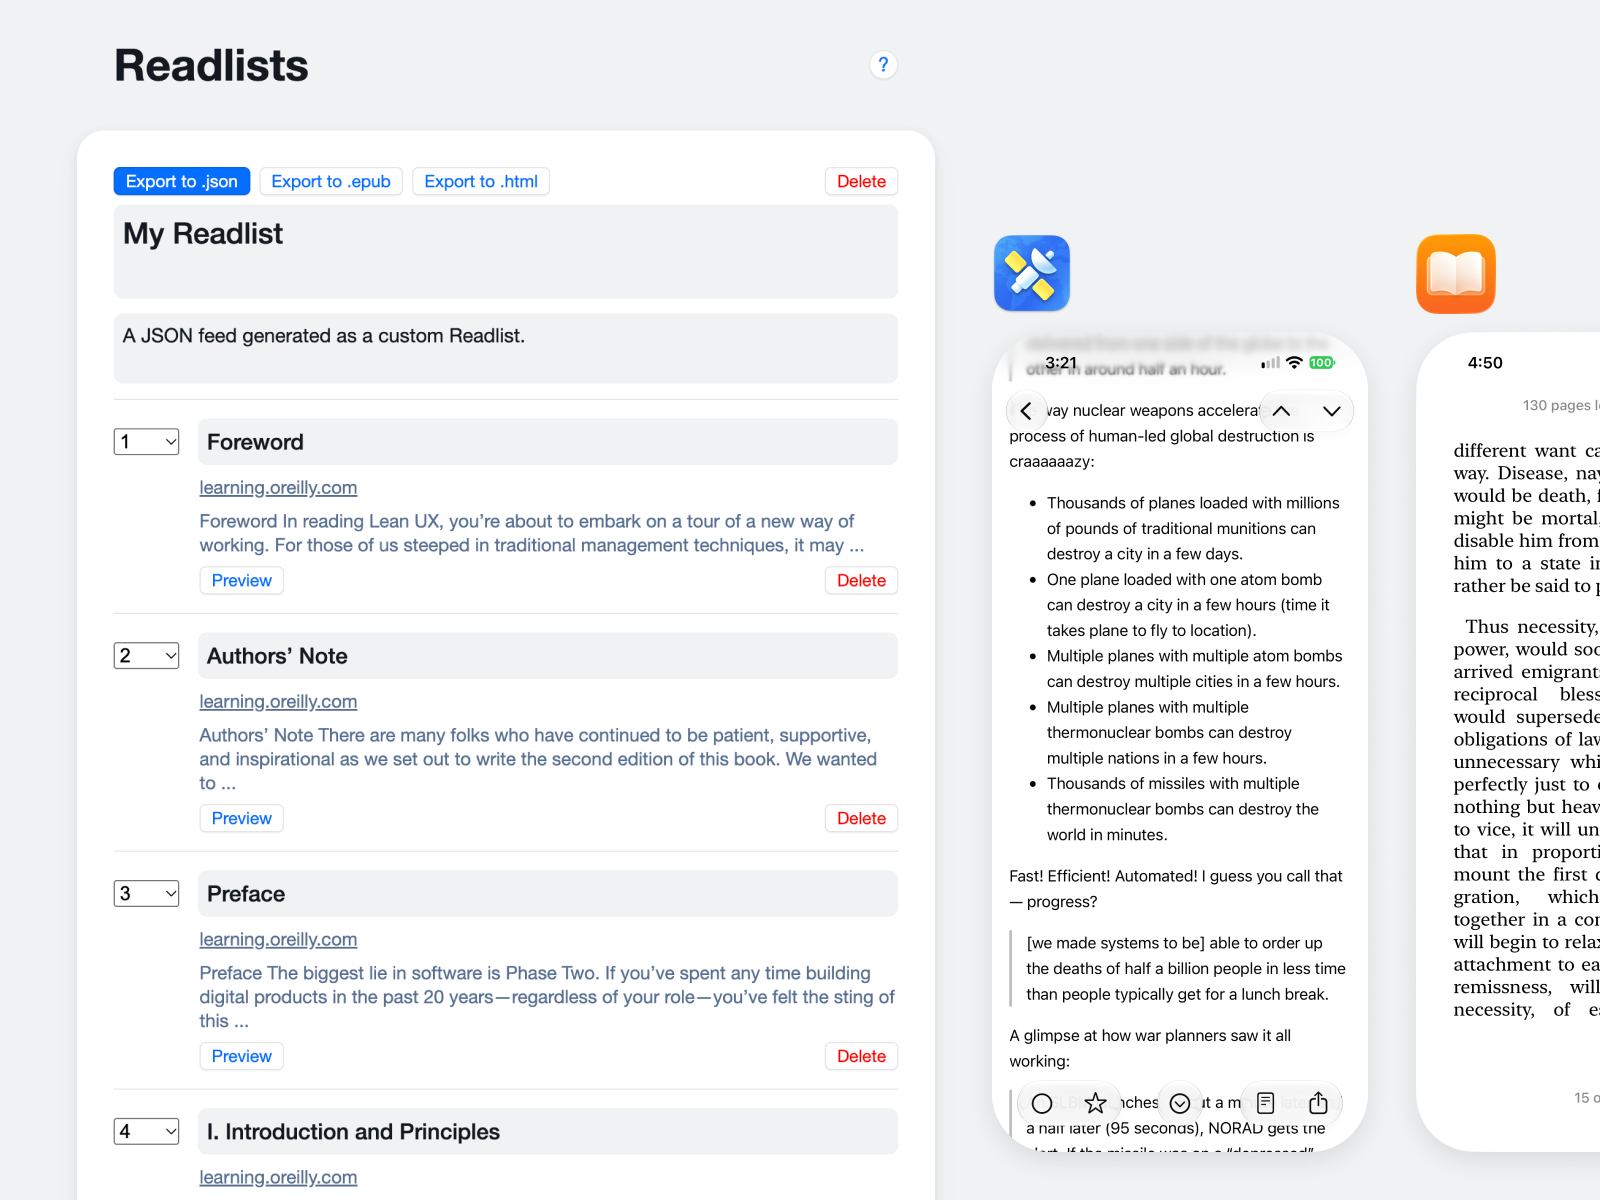 Readlists
?
Export to .json
Export to .epub
Export to .html
Delete
My Readlist
A JSON feed generated as a custom Readlist.
1
Foreword
learning.oreilly.com
Foreword In reading Lean UX, you’re about to embark on a tour of a new way of
working. For those of us steeped in traditional management techniques, it may ...
Preview
Delete
2
Authors’ Note
learning.oreilly.com
Authors’ Note There are many folks who have continued to be patient, supportive,
and inspirational as we set out to write the second edition of this book. We wanted
to ...
Preview
Delete
3
Preface
learning.oreilly.com
Preface The biggest lie in software is Phase Two. If you’ve spent any time building
digital products in the past 20 years—regardless of your role—you’ve felt the sting of
this ...
Preview
Delete
4
I. Introduction and Principles
learning.oreilly.com
delivered from one side of the globe to the
other in around half an hour.
3:21
100
way nuclear weapons
process of human-led global destruction is
craaaaaazy:
• Thousands of planes loaded with millions
of pounds of traditional munitions can
destroy a city in a few days.
• One plane loaded with one atom bomb
can destroy a city in a few hours (time it
takes plane to fly to location).
• Multiple planes with multiple atom bombs
can destroy multiple cities in a few hours.
• Multiple planes with multiple
thermonuclear bombs can destroy
multiple nations in a few hours.
• Thousands of missiles with multiple
thermonuclear bombs can destroy the
world in minutes.
Fast! Efficient! Automated! I guess you call that
— progress?
[we made systems to be] able to order up
the deaths of half a billion people in less time
than people typically get for a lunch break.
A glimpse at how war planners saw it all
working:
a half later (95 seconds), NORAD gets the
If the missile was on a “depressed”
4:50
130 pages
different want
way. Disease,
would be death,
might be mortal,
disable him from
him to a state
rather be said to
Thus necessity,
power, would
arrived
reciprocal
would
obligations of
unnecessary
perfectly just to
nothing but
to vice, it will
that in
mount the first
gration, which
together in a
will begin to
attachment to
remissness,
necessity, of
15